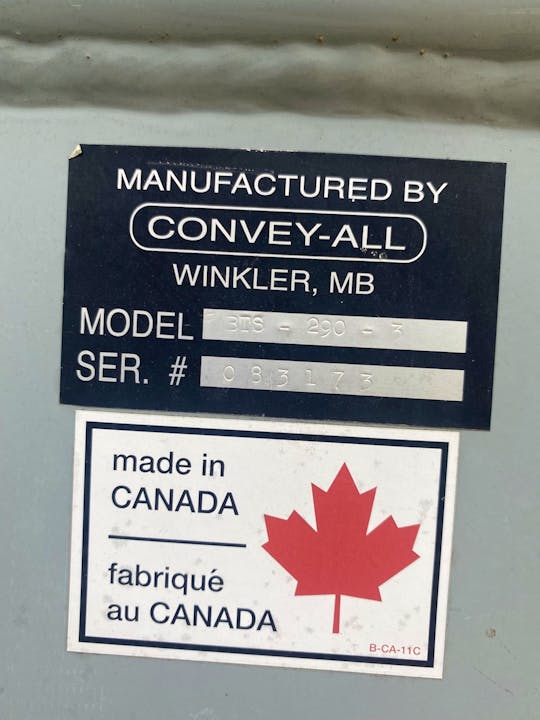 MANUFACTURED BY
CONVEY-ALL
WINKLER, MB
MODEL BTS - 290 - 3
SER. # 083173
made in
CANADA
fabriqué
au CANADA
B-CA-11C